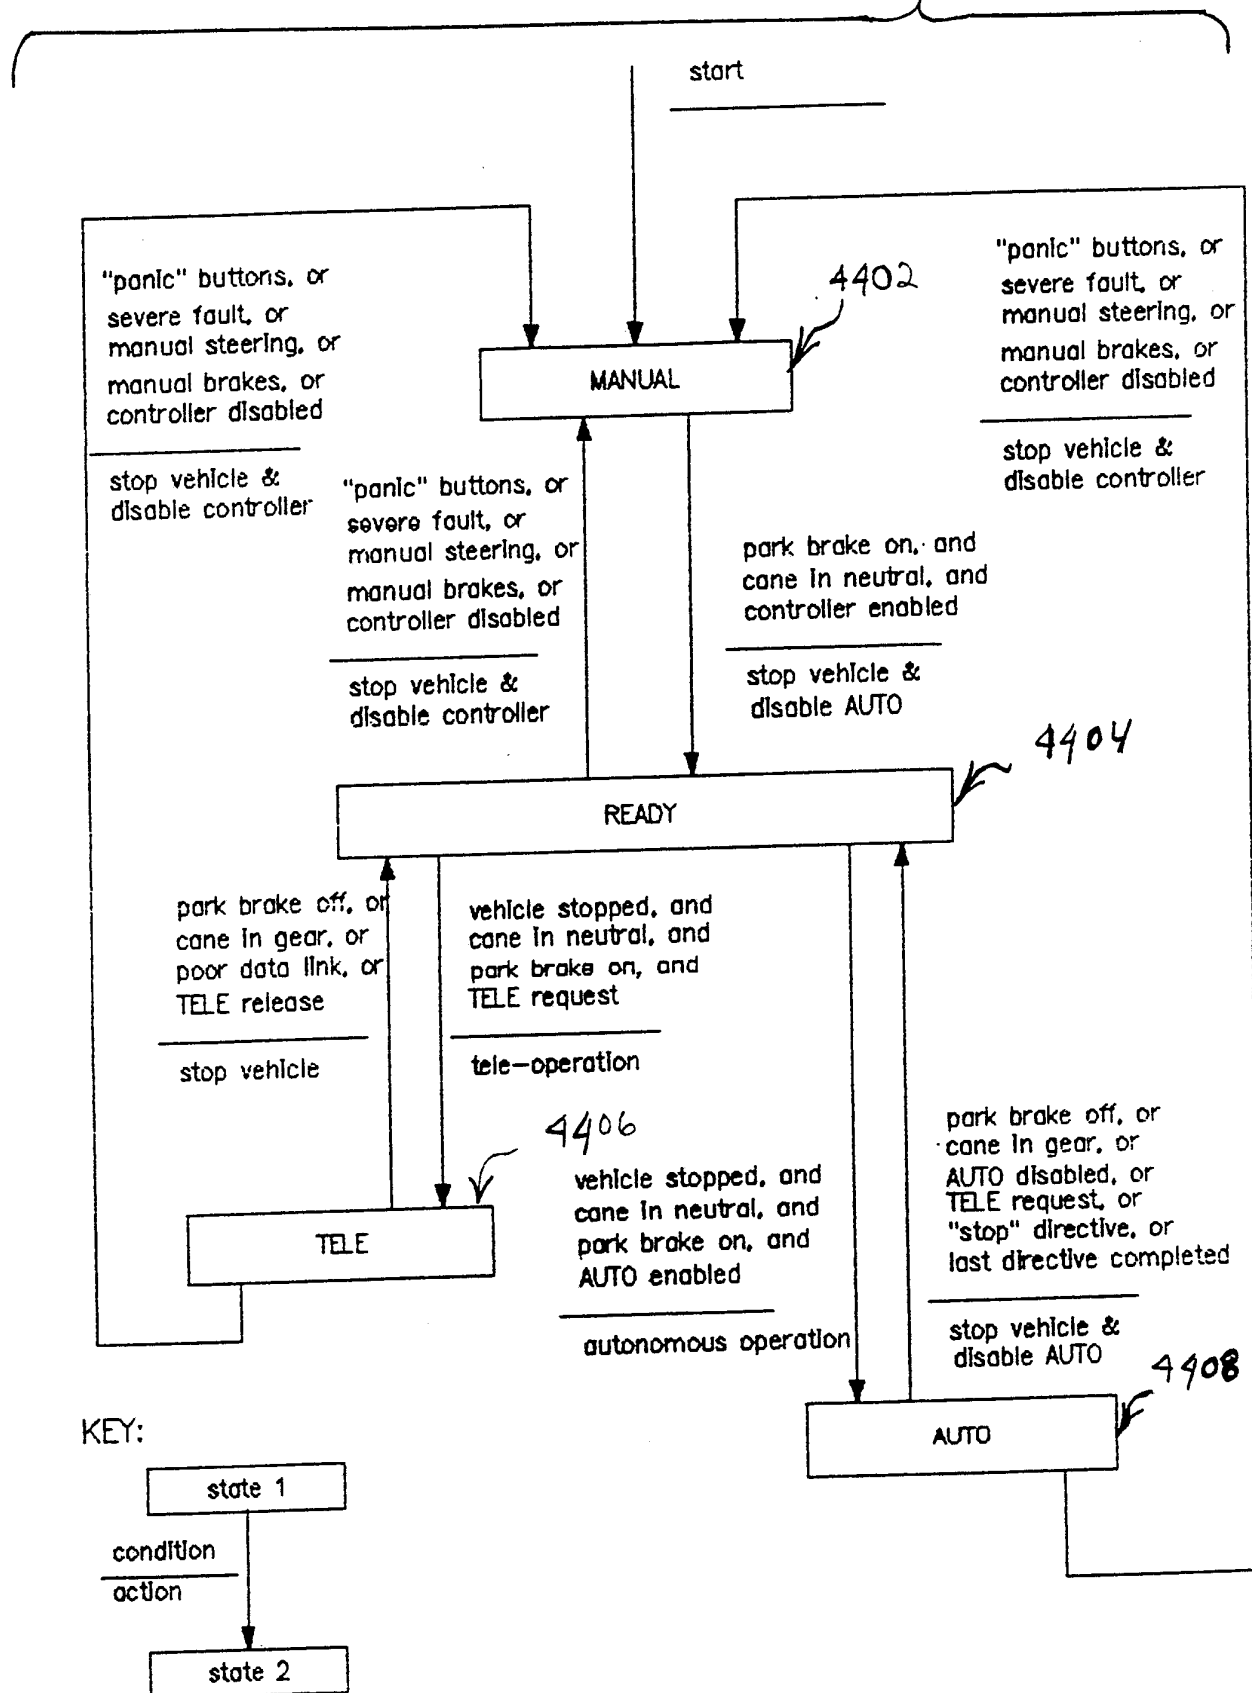 start
"panic" buttons, or
severe fault, or
manual steering, or
manual brakes, or
controller disabled
stop vehicle &
disable controller
4402
"panic" buttons, or
severe fault, or
manual steering, or
manual brakes, or
controller disabled
stop vehicle &
disable controller
MANUAL
"panic" buttons, or
severe fault, or
manual steering, or
manual brakes, or
controller disabled
stop vehicle &
disable controller
park brake on, and
cane in neutral, and
controller enabled
stop vehicle &
disable AUTO
4404
READY
park brake off, or
cane in gear, or
poor data link, or
TELE release
stop vehicle
vehicle stopped, and
cane in neutral, and
park brake on, and
TELE request
tele-operation
4406
TELE
vehicle stopped, and
cane in neutral, and
park brake on, and
AUTO enabled
autonomous operation
park brake off, or
cane in gear, or
AUTO disabled, or
TELE request, or
"stop" directive, or
last directive completed
stop vehicle &
disable AUTO
4408
AUTO
KEY:
state 1
condition
action
state 2